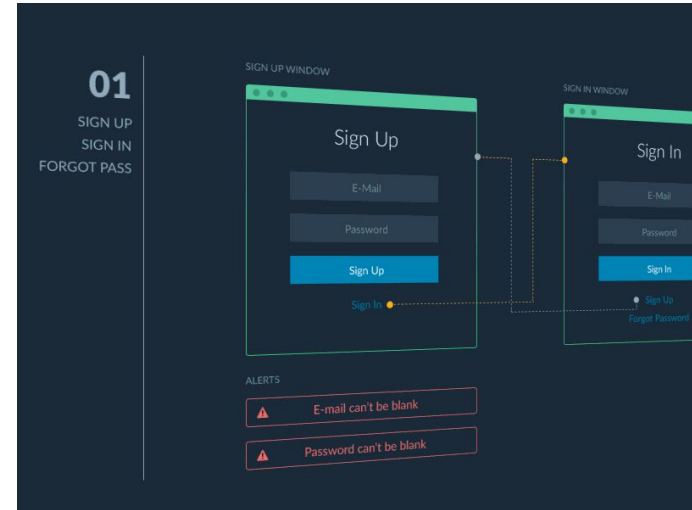 01
SIGN UP
SIGN IN
FORGOT PASS
SIGN UP WINDOW
Sign Up
E-Mail
Password
Sign Up
Sign In
ALERTS
E-mail can't be blank
Password can't be blank
SIGN IN WINDOW
Sign In
E-Mail
Password
Sign In
Sign Up
Forgot Password